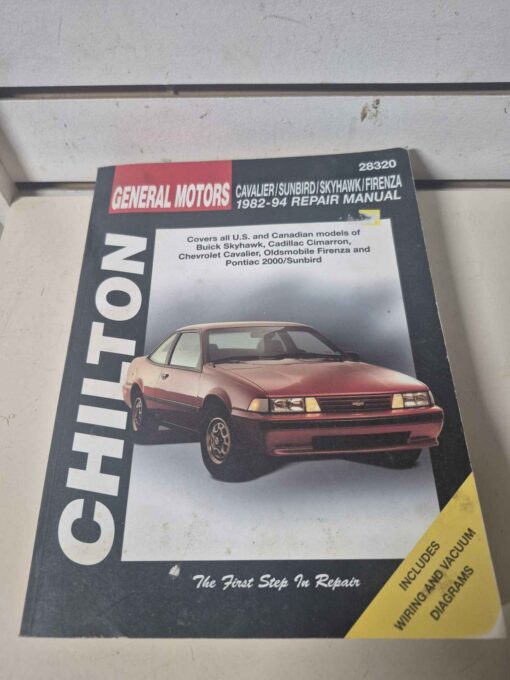 28320
GENERAL MOTORS
CAVALIER/SUNBIRD/SKYHAWK/FIRENZA
1982-94 REPAIR MANUAL
Covers all U.S. and Canadian models of
Buick Skyhawk, Cadillac Cimarron,
Chevrolet Cavalier, Oldsmobile Firenza and
Pontiac 2000/Sunbird
CHILTON
The First Step In Repair
INCLUDES
WIRING AND VACUUM
DIAGRAMS